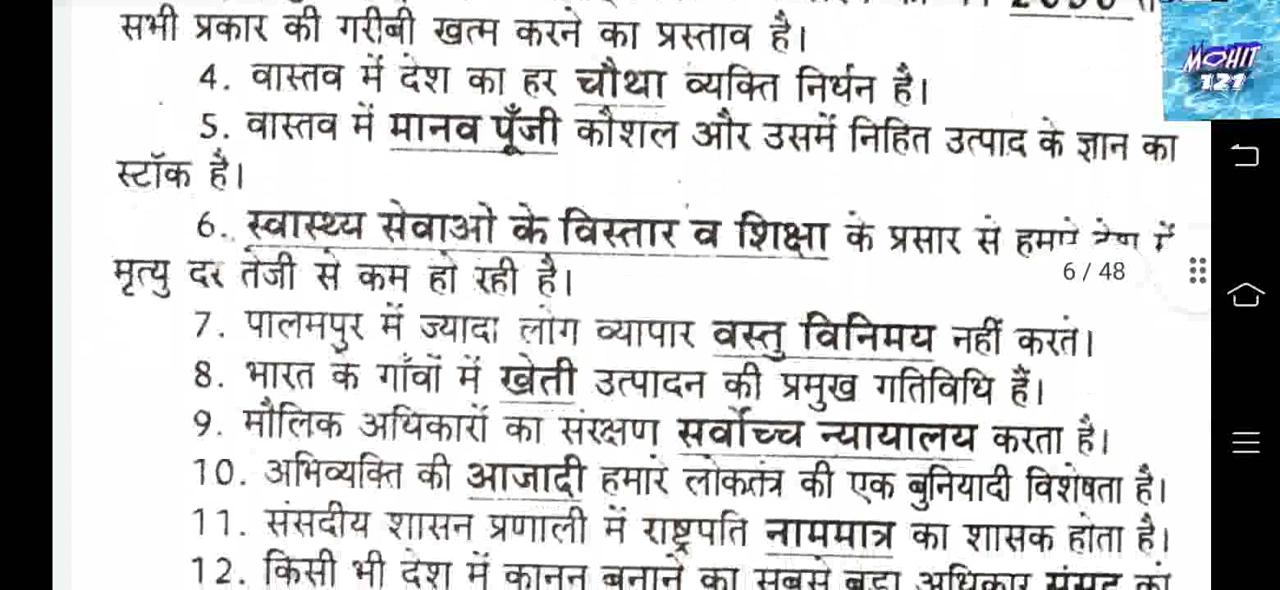 सभी प्रकार की गरीबी खत्म करने का प्रस्ताव है।
MOHIT
121
4. वास्तव में देश का हर चौथा व्यक्ति निर्धन है।
5. वास्तव में मानव पूँजी कौशल और उसमें निहित उत्पाद के ज्ञान का
स्टॉक है।
6. स्वास्थ्य सेवाओ के विस्तार व शिक्षा के प्रसार से हमारे देश में
मृत्यु दर तेजी से कम हो रही है।
6 / 48
7. पालमपुर में ज्यादा लोग व्यापार वस्तु विनिमय नहीं करते।
8. भारत के गाँवों में खेती उत्पादन की प्रमुख गतिविधि हैं।
9. मौलिक अधिकारों का संरक्षण सर्वोच्च न्यायालय करता है।
10. अभिव्यक्ति की आजादी हमारे लोकतंत्र की एक बुनियादी विशेषता है।
11. संसदीय शासन प्रणाली में राष्ट्रपति नाममात्र का शासक होता है।
12. किसी भी देश में कानून बनाने का सबसे बड़ा अधिकार संसद को